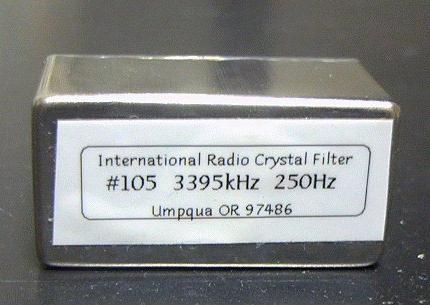 International Radio Crystal Filter
#105 3395kHz 250Hz
Umpqua OR 97486